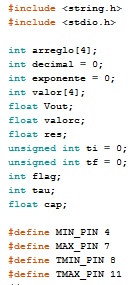 #include <string.h>
#include <stdio.h>
int arreglo[4];
int decimal = 0;
int exponente = 0;
int valor[4];
float Vout;
float valorc;
float res;
unsigned int ti = 0;
unsigned int tf = 0;
int flag;
int tau;
float cap;
#define MIN_PIN 4
#define MAX_PIN 7
#define TMIN_PIN 8
#define TMAX_PIN 11